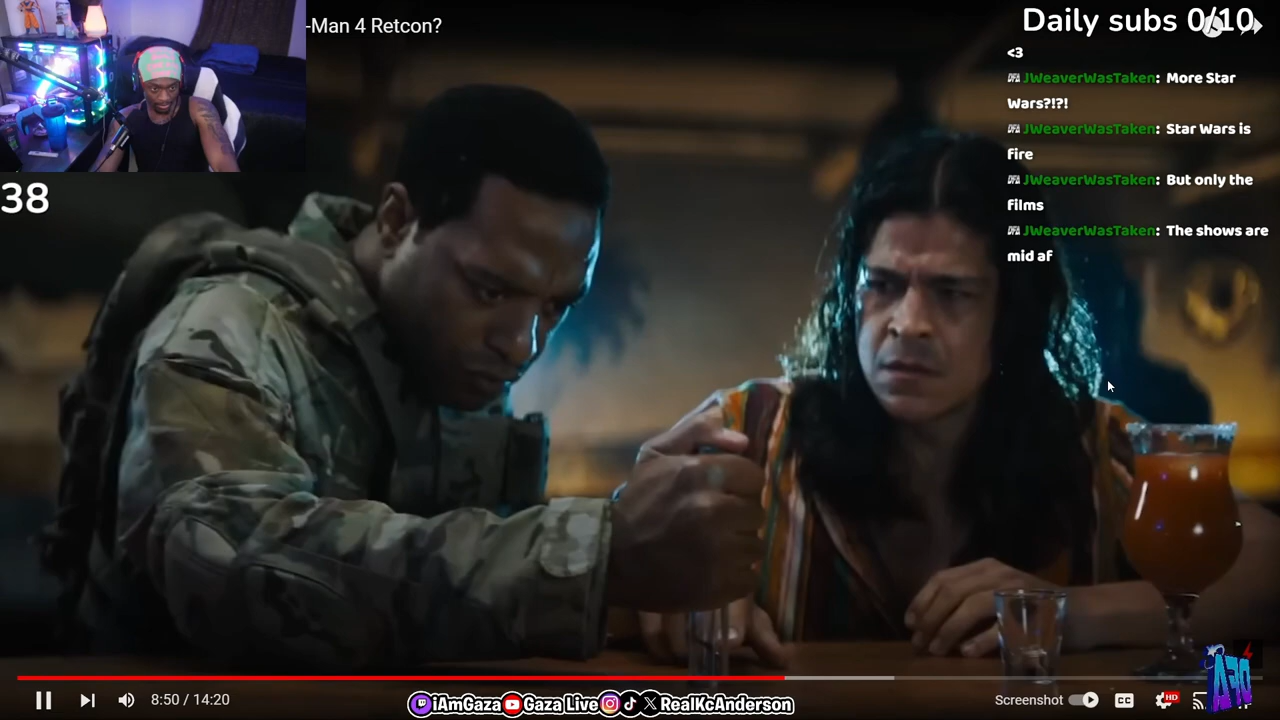 -Man 4 Retcon?
Daily subs 0/10
<3
JWeaverWasTaken: More Star
Wars?!?!
JWeaverWasTaken: Star Wars is
fire
JWeaverWasTaken: But only the
films
JWeaverWasTaken: The shows are
mid af
38
8:50 / 14:20
iAmGaza Gaza Live RealKcAnderson
Screenshot
CC
HD